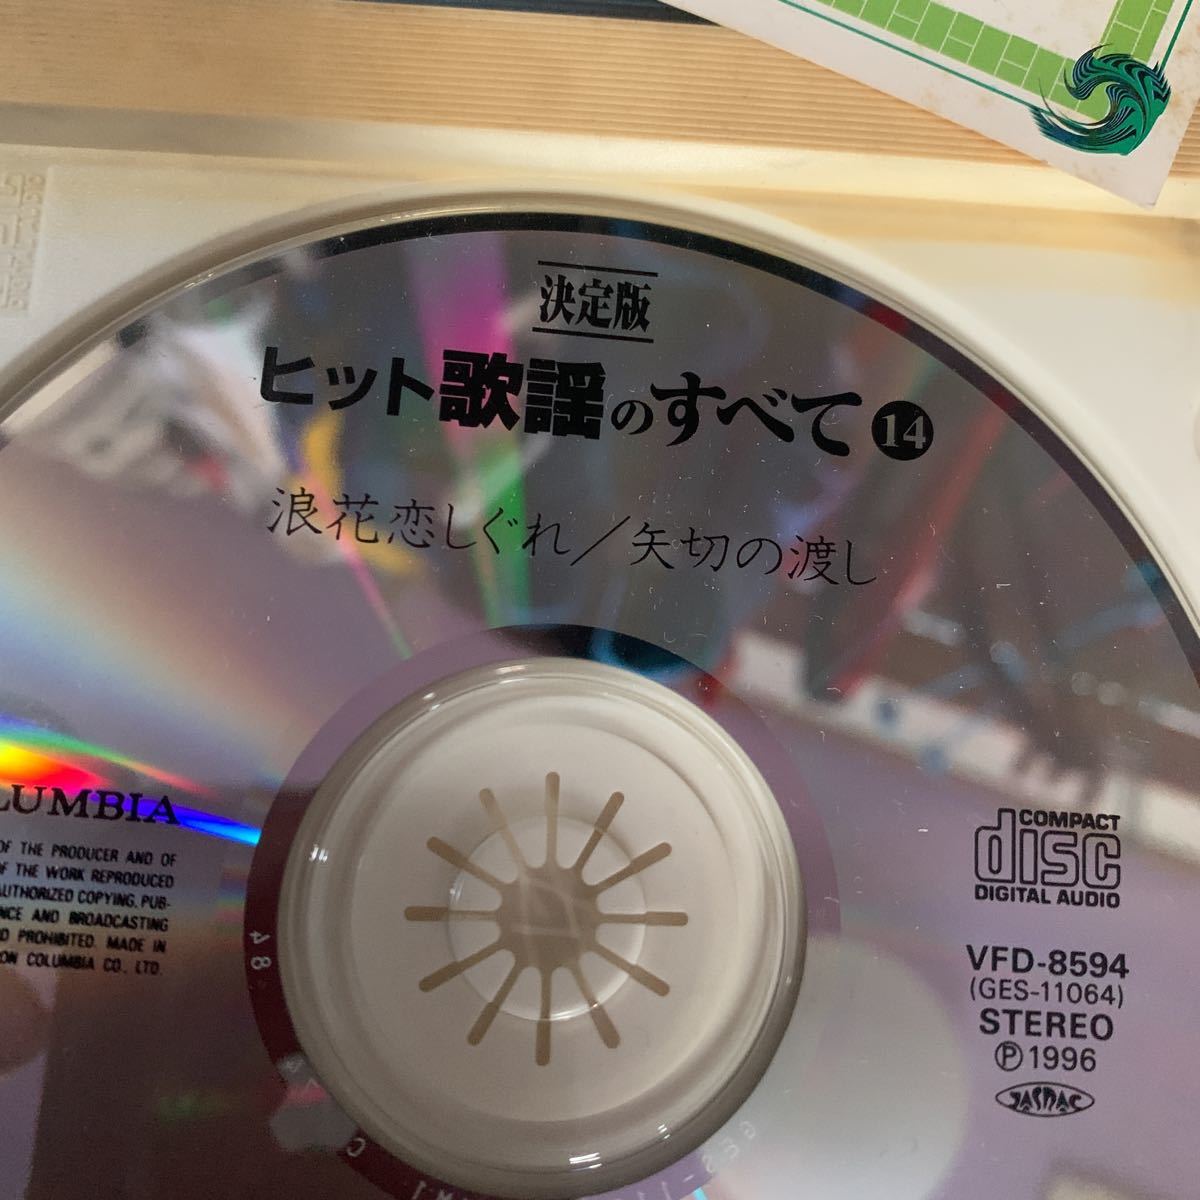 決定版
ヒット歌謡のすべて14
浪花恋しぐれ／矢切の渡し
LUMBIA
OF THE PRODUCER AND OF
OF THE WORK REPRODUCED
AUTHORIZED COPYING, PUB-
NCE AND BROADCASTING
D PROHIBITED. MADE IN
ON COLUMBIA CO., LTD.
COMPACT
disc
DIGITAL AUDIO
VFD-8594
(GES-11064)
STEREO
Ⓟ1996
JASRAC